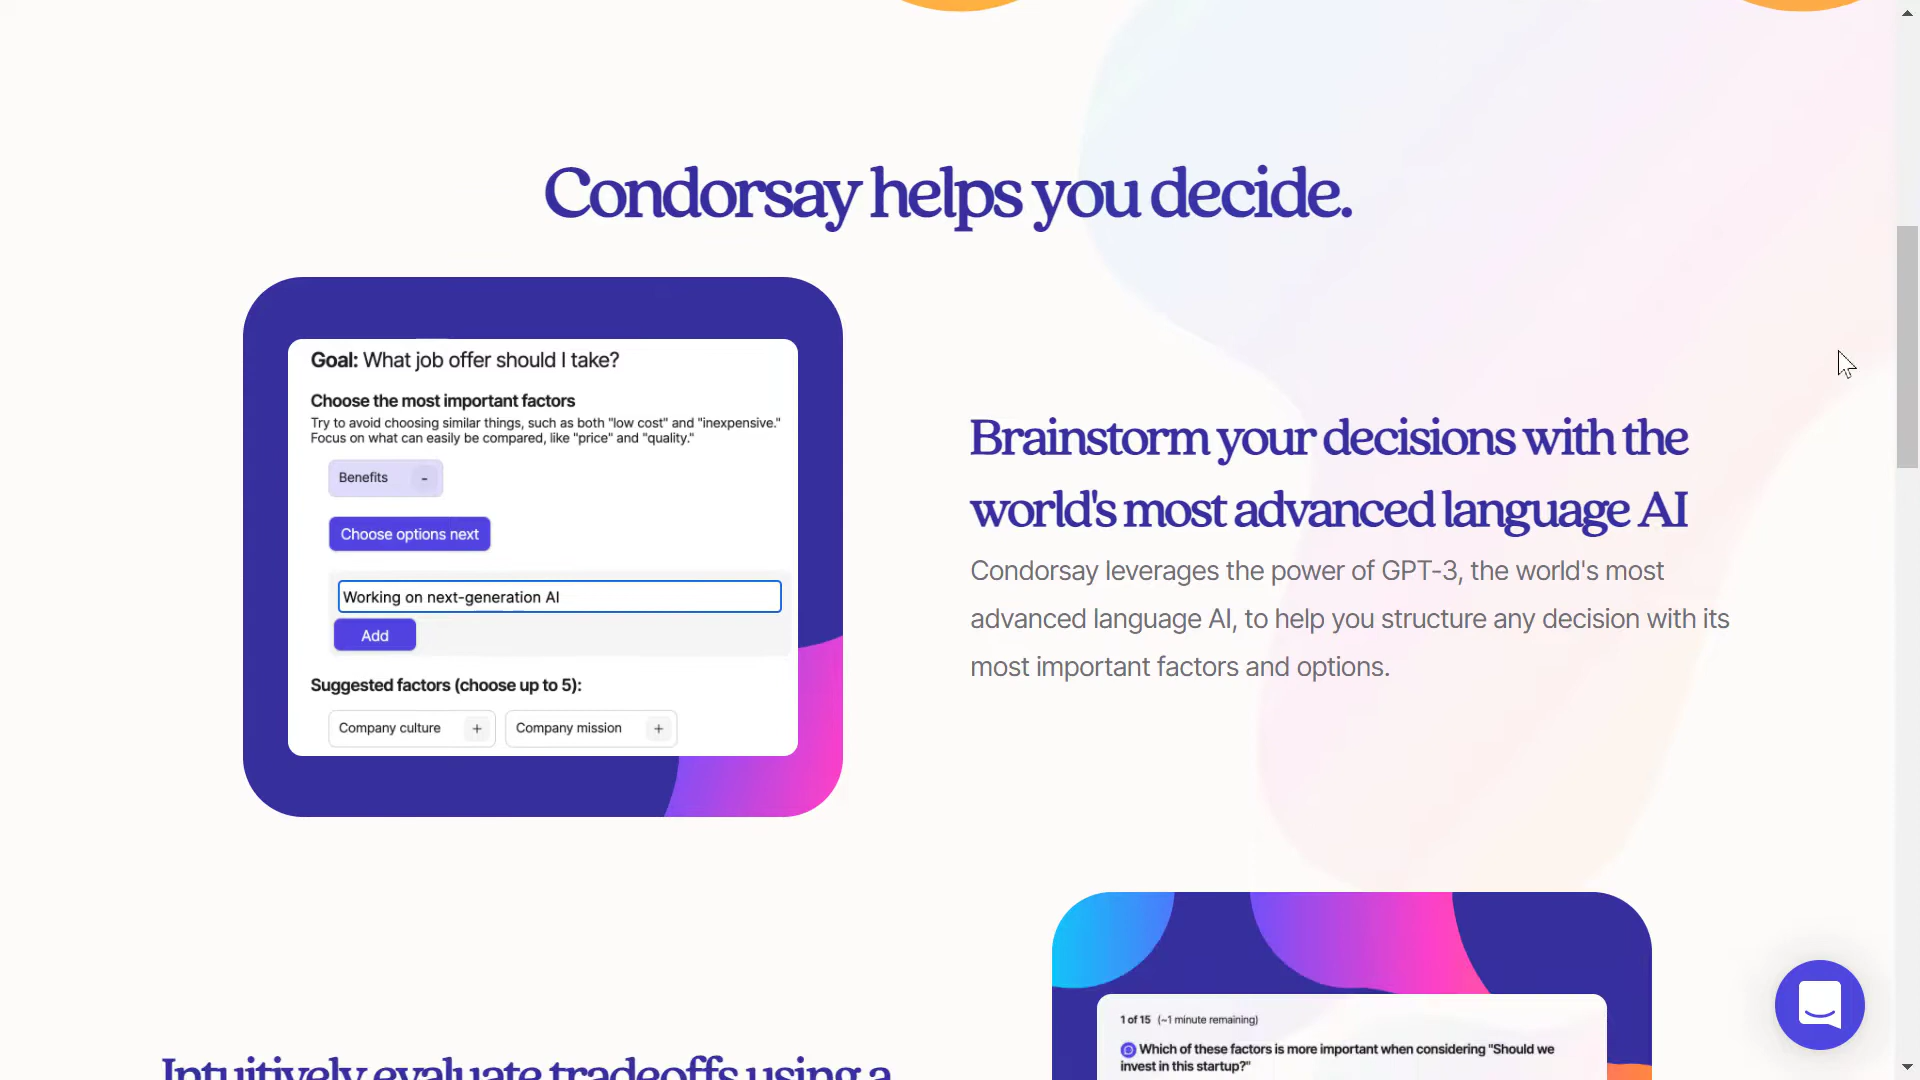 Condorsay helps you decide.
Goal: What job offer should I take?
Choose the most important factors
Try to avoid choosing similar things, such as both "low cost" and "inexpensive."
Focus on what can easily be compared, like "price" and "quality."
Benefits -
Choose options next
Working on next-generation AI
Add
Suggested factors (choose up to 5):
Company culture + Company mission +
Brainstorm your decisions with the
world's most advanced language AI
Condorsay leverages the power of GPT-3, the world's most
advanced language AI, to help you structure any decision with its
most important factors and options.
1 of 15 (~1 minute remaining)
Which of these factors is more important when considering "Should we
invest in this startup?"
Intuitively evaluate tradeoffs using a